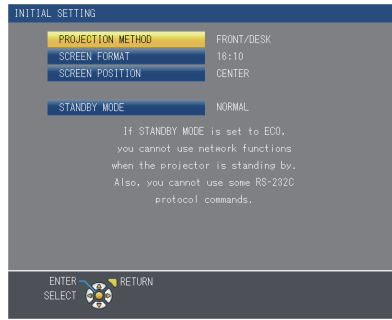 INITIAL SETTING
PROJECTION METHOD FRONT/DESK
SCREEN FORMAT 16:10
SCREEN POSITION CENTER
STANDBY MODE NORMAL
If STANDBY MODE is set to ECO,
you cannot use network functions
when the projector is standing by.
Also, you cannot use some RS-232C
protocol commands.
ENTER RETURN
SELECT